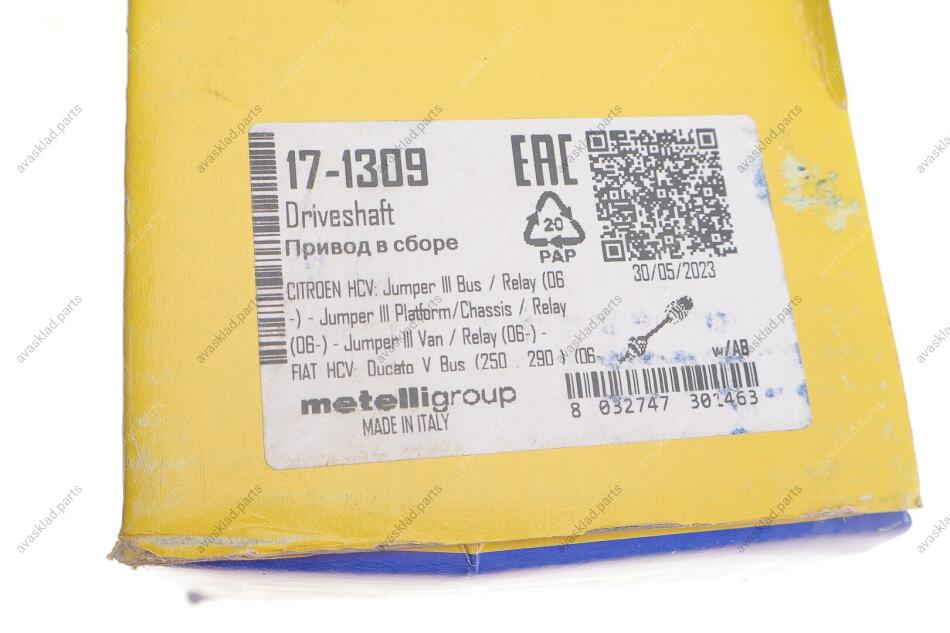 17-1309
EAC
Driveshaft
Привод в сборе
20
PAP
30/05/2023
CITROEN HCV: Jumper III Bus / Relay (06
-) - Jumper III Platform/Chassis / Relay
(06-) - Jumper III Van / Relay (06-) -
FIAT HCV: Ducato V Bus (250 . 290 ) (06-
w/AB
metelligroup
MADE IN ITALY
8 032747 301463
avasklad.parts